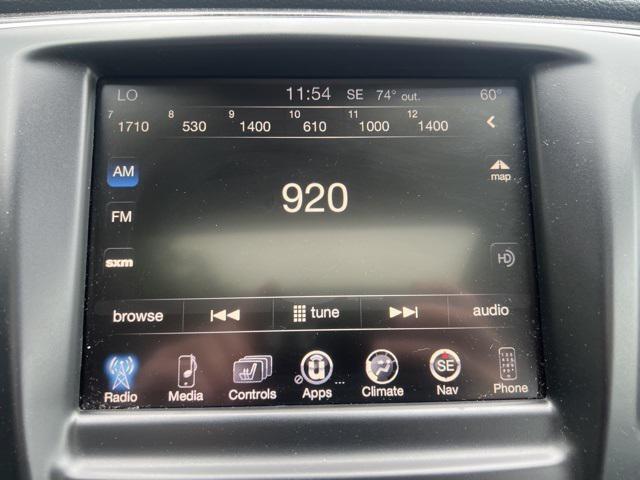 LO 11:54 SE 74° out. 60°
7 1710 8 530 9 1400 10 610 11 1000 12 1400
AM
map
920
FM
sxm
HD
browse tune audio
SE
Radio Media Controls Apps ... Climate Nav Phone